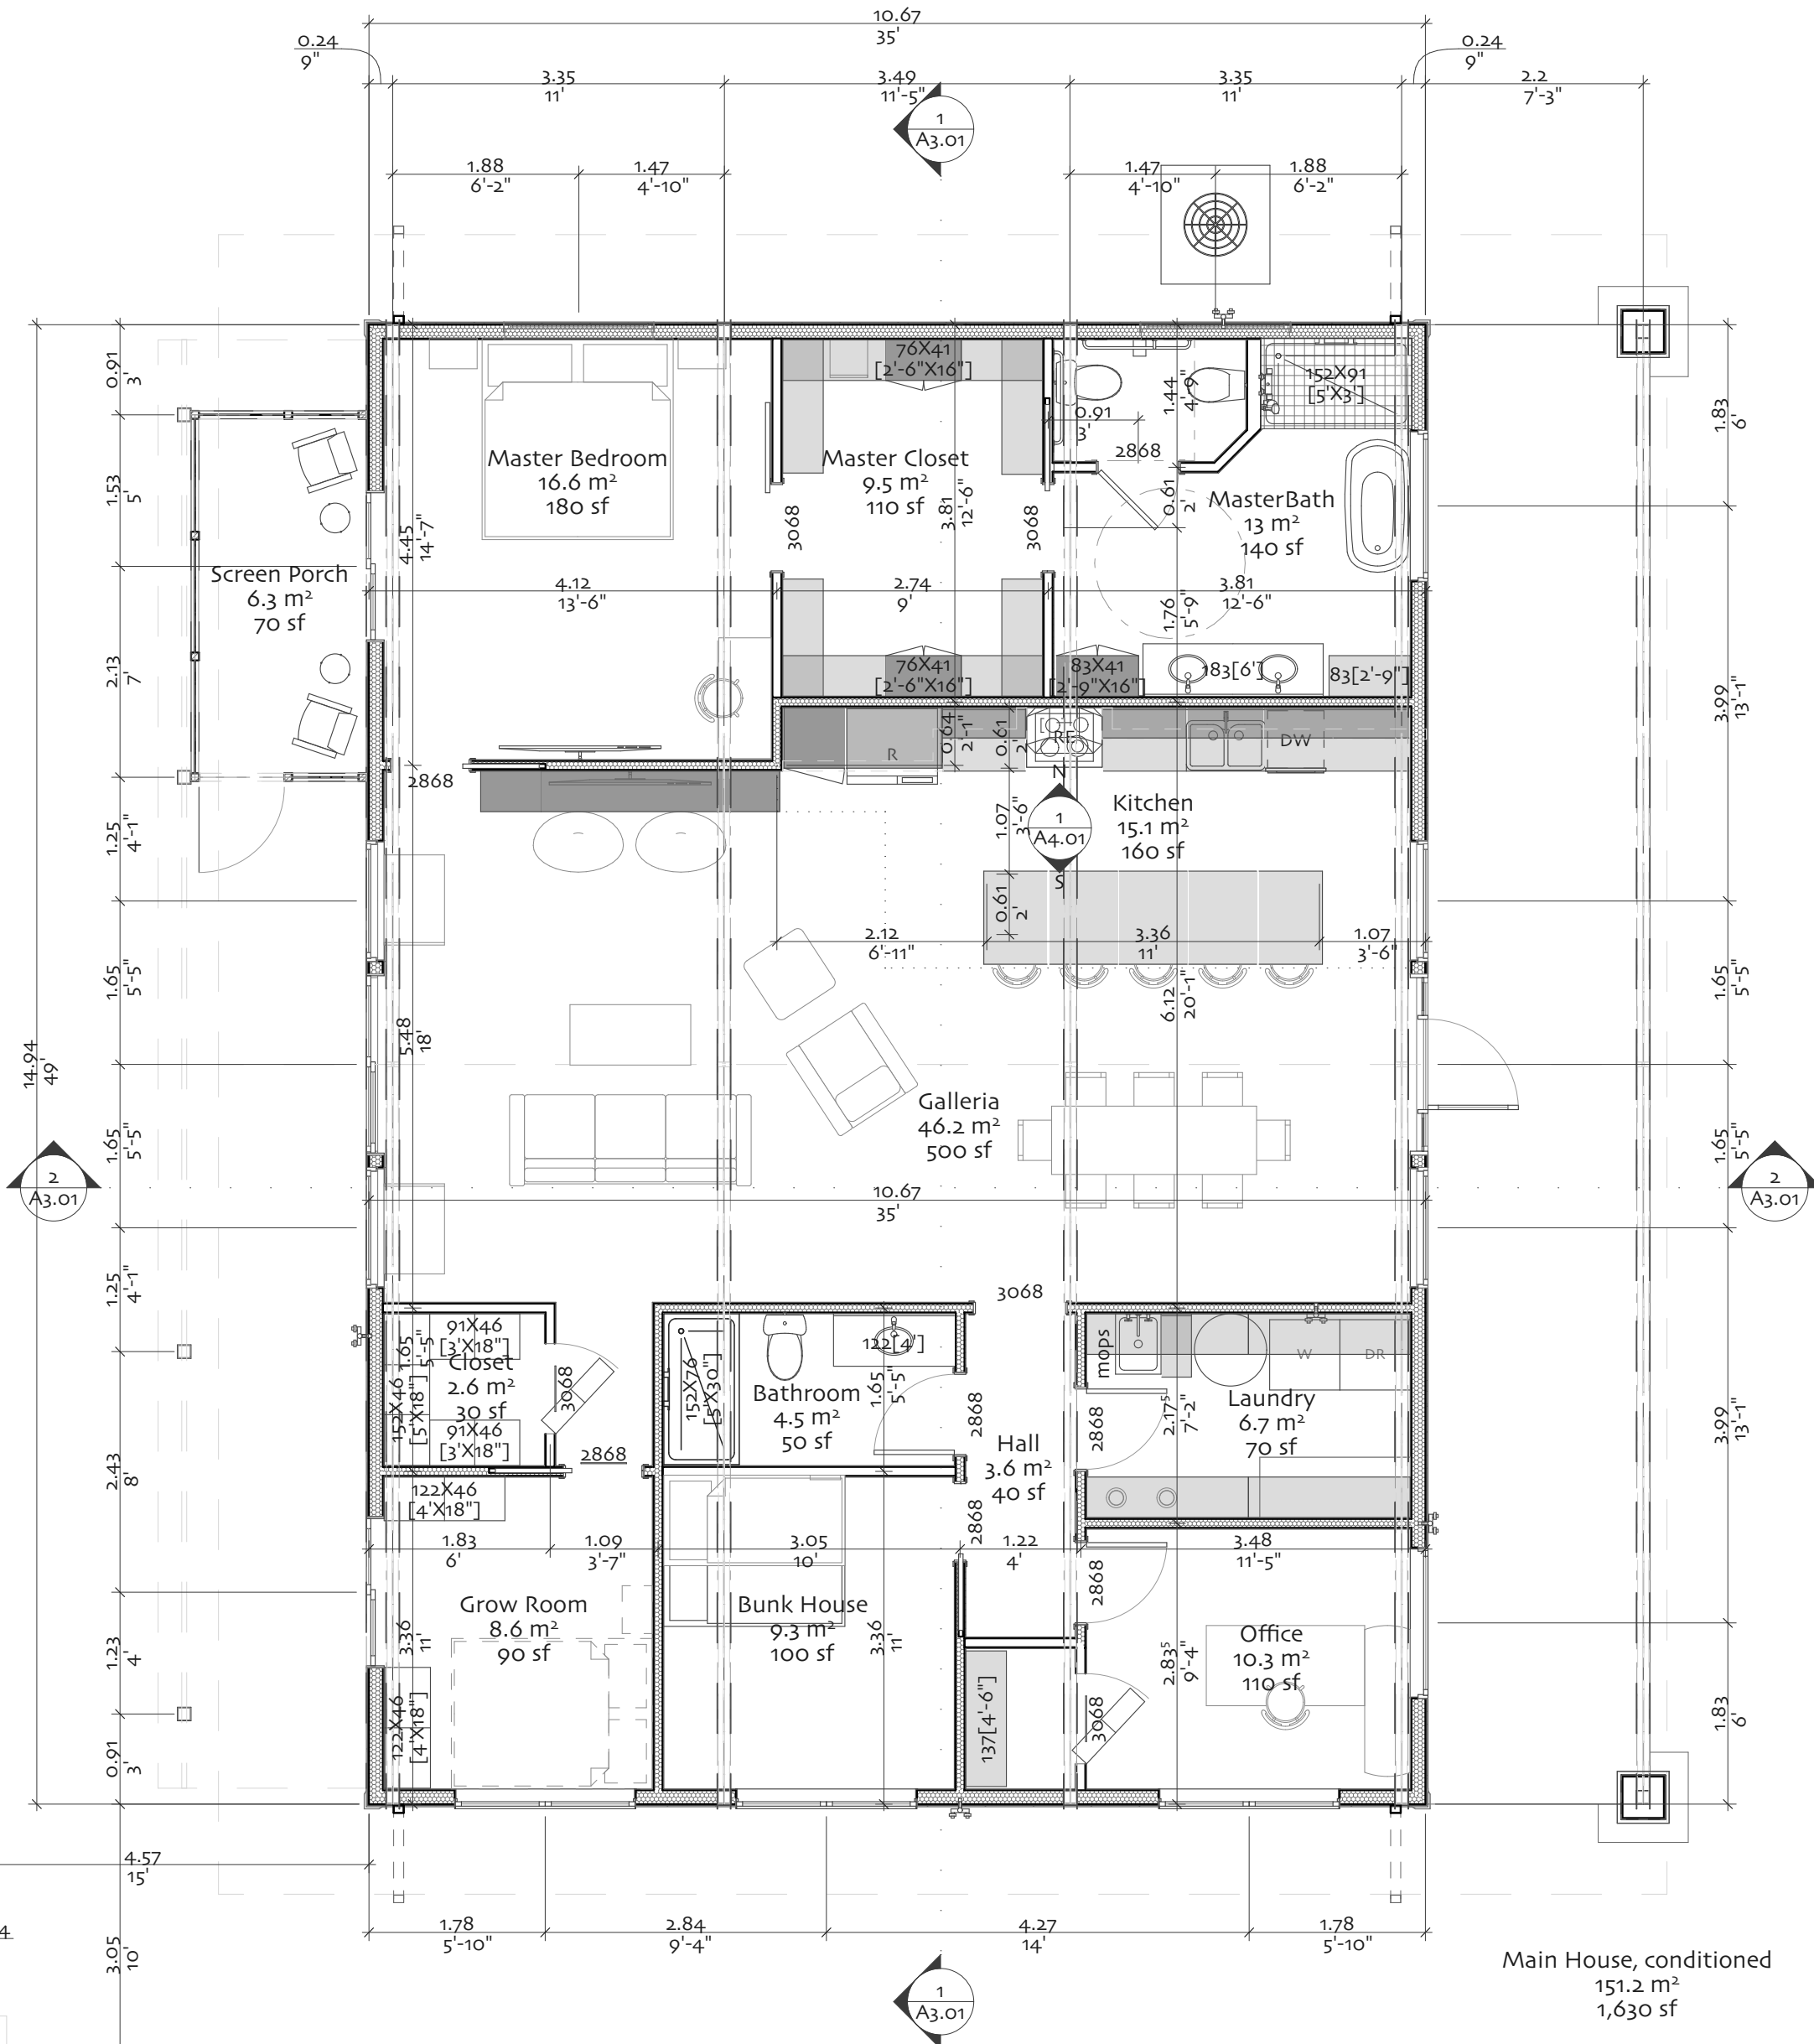 10.67
35'
0.24
9"
3.35
11'
3.49
11'-5"
3.35
11'
0.24
9"
2.2
7'-3"
1
A3.01
1.88
6'-2"
1.47
4'-10"
1.47
4'-10"
1.88
6'-2"
0.91
3'
1.53
5'
2.13
7'
1.25
4'-1"
1.65
5'-5"
14.94
49'
1.65
5'-5"
1.25
4'-1"
2.43
8'
1.23
4'
0.91
3'
Screen Porch
6.3 m²
70 sf
Master Bedroom
16.6 m²
180 sf
4.45
14'-7"
4.12
13'-6"
76X41
[2'-6"X16"]
Master Closet
9.5 m²
110 sf
3068
3.81
12'-6"
3068
2.74
9'
76X41
[2'-6"X16"]
1.44
4'-9"
0.91
3'
2868
152X91
[5'X3']
0.61
2'
MasterBath
13 m²
140 sf
3.81
12'-6"
1.76
5'-9
83X41
[2'-9"X16"]
183[6']
83[2'-9"]
2868
R
0.64
2'-1"
0.61
2'
DW
N
1
A4.01
S
1.07
3'-6"
Kitchen
15.1 m²
160 sf
0.61
2'
2.12
6'-11"
3.36
11'
1.07
3'-6"
6.12
20'-1"
5.48
18'
Galleria
46.2 m²
500 sf
10.67
35'
2
A3.01
2
A3.01
3068
91X46
[3'X18"]
1.65
5'-5"
Closet
2.6 m²
30 sf
152X46
[5'X18"]
91X46
[3'X18"]
3068
2868
122X46
[4'X18"]
152X76
[5'X30"]
122[4']
Bathroom
4.5 m²
50 sf
1.65
5'-5"
2868
Hall
3.6 m²
40 sf
2868
mops
W
DR
Laundry
6.7 m²
70 sf
2868
2.17⁵
7'-2"
1.83
6'
1.09
3'-7"
3.05
10'
1.22
4'
3.48
11'-5"
2868
Grow Room
8.6 m²
90 sf
3.36
11'
122X46
[4'X18"]
Bunk House
9.3 m²
100 sf
3.36
11'
137[4'-6"]
3068
Office
10.3 m²
110 sf
2.83⁵
9'-4"
1.83
6'
3.99
13'-1"
1.65
5'-5"
1.65
5'-5"
3.99
13'-1"
1.83
6'
4.57
15'
4
3.05
10'
1.78
5'-10"
2.84
9'-4"
4.27
14'
1.78
5'-10"
1
A3.01
Main House, conditioned
151.2 m²
1,630 sf